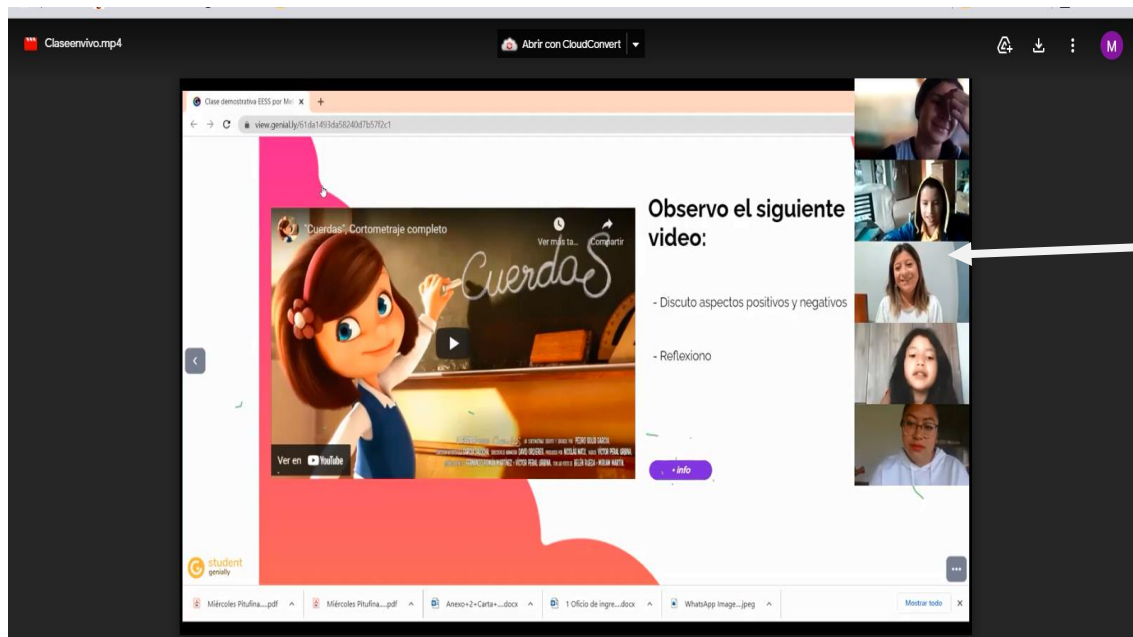 Claseenvivo.mp4
Abrir con CloudConvert
M
Clase demostrativa EESS por Mel
view.genial.ly/61da1493da58240d7b57f2c1
"Cuerdas", Cortometraje completo
Ver más ta...
Compartir
Cuerdas
Observo el siguiente
video:
- Discuto aspectos positivos y negativos
- Reflexiono
Ver en YouTube
+ info
student
genially
Miércoles Pitufina....pdf
Miércoles Pitufina....pdf
Anexo+2+Carta+....docx
1 Oficio de ingre....docx
WhatsApp Image...jpeg
Mostrar todo